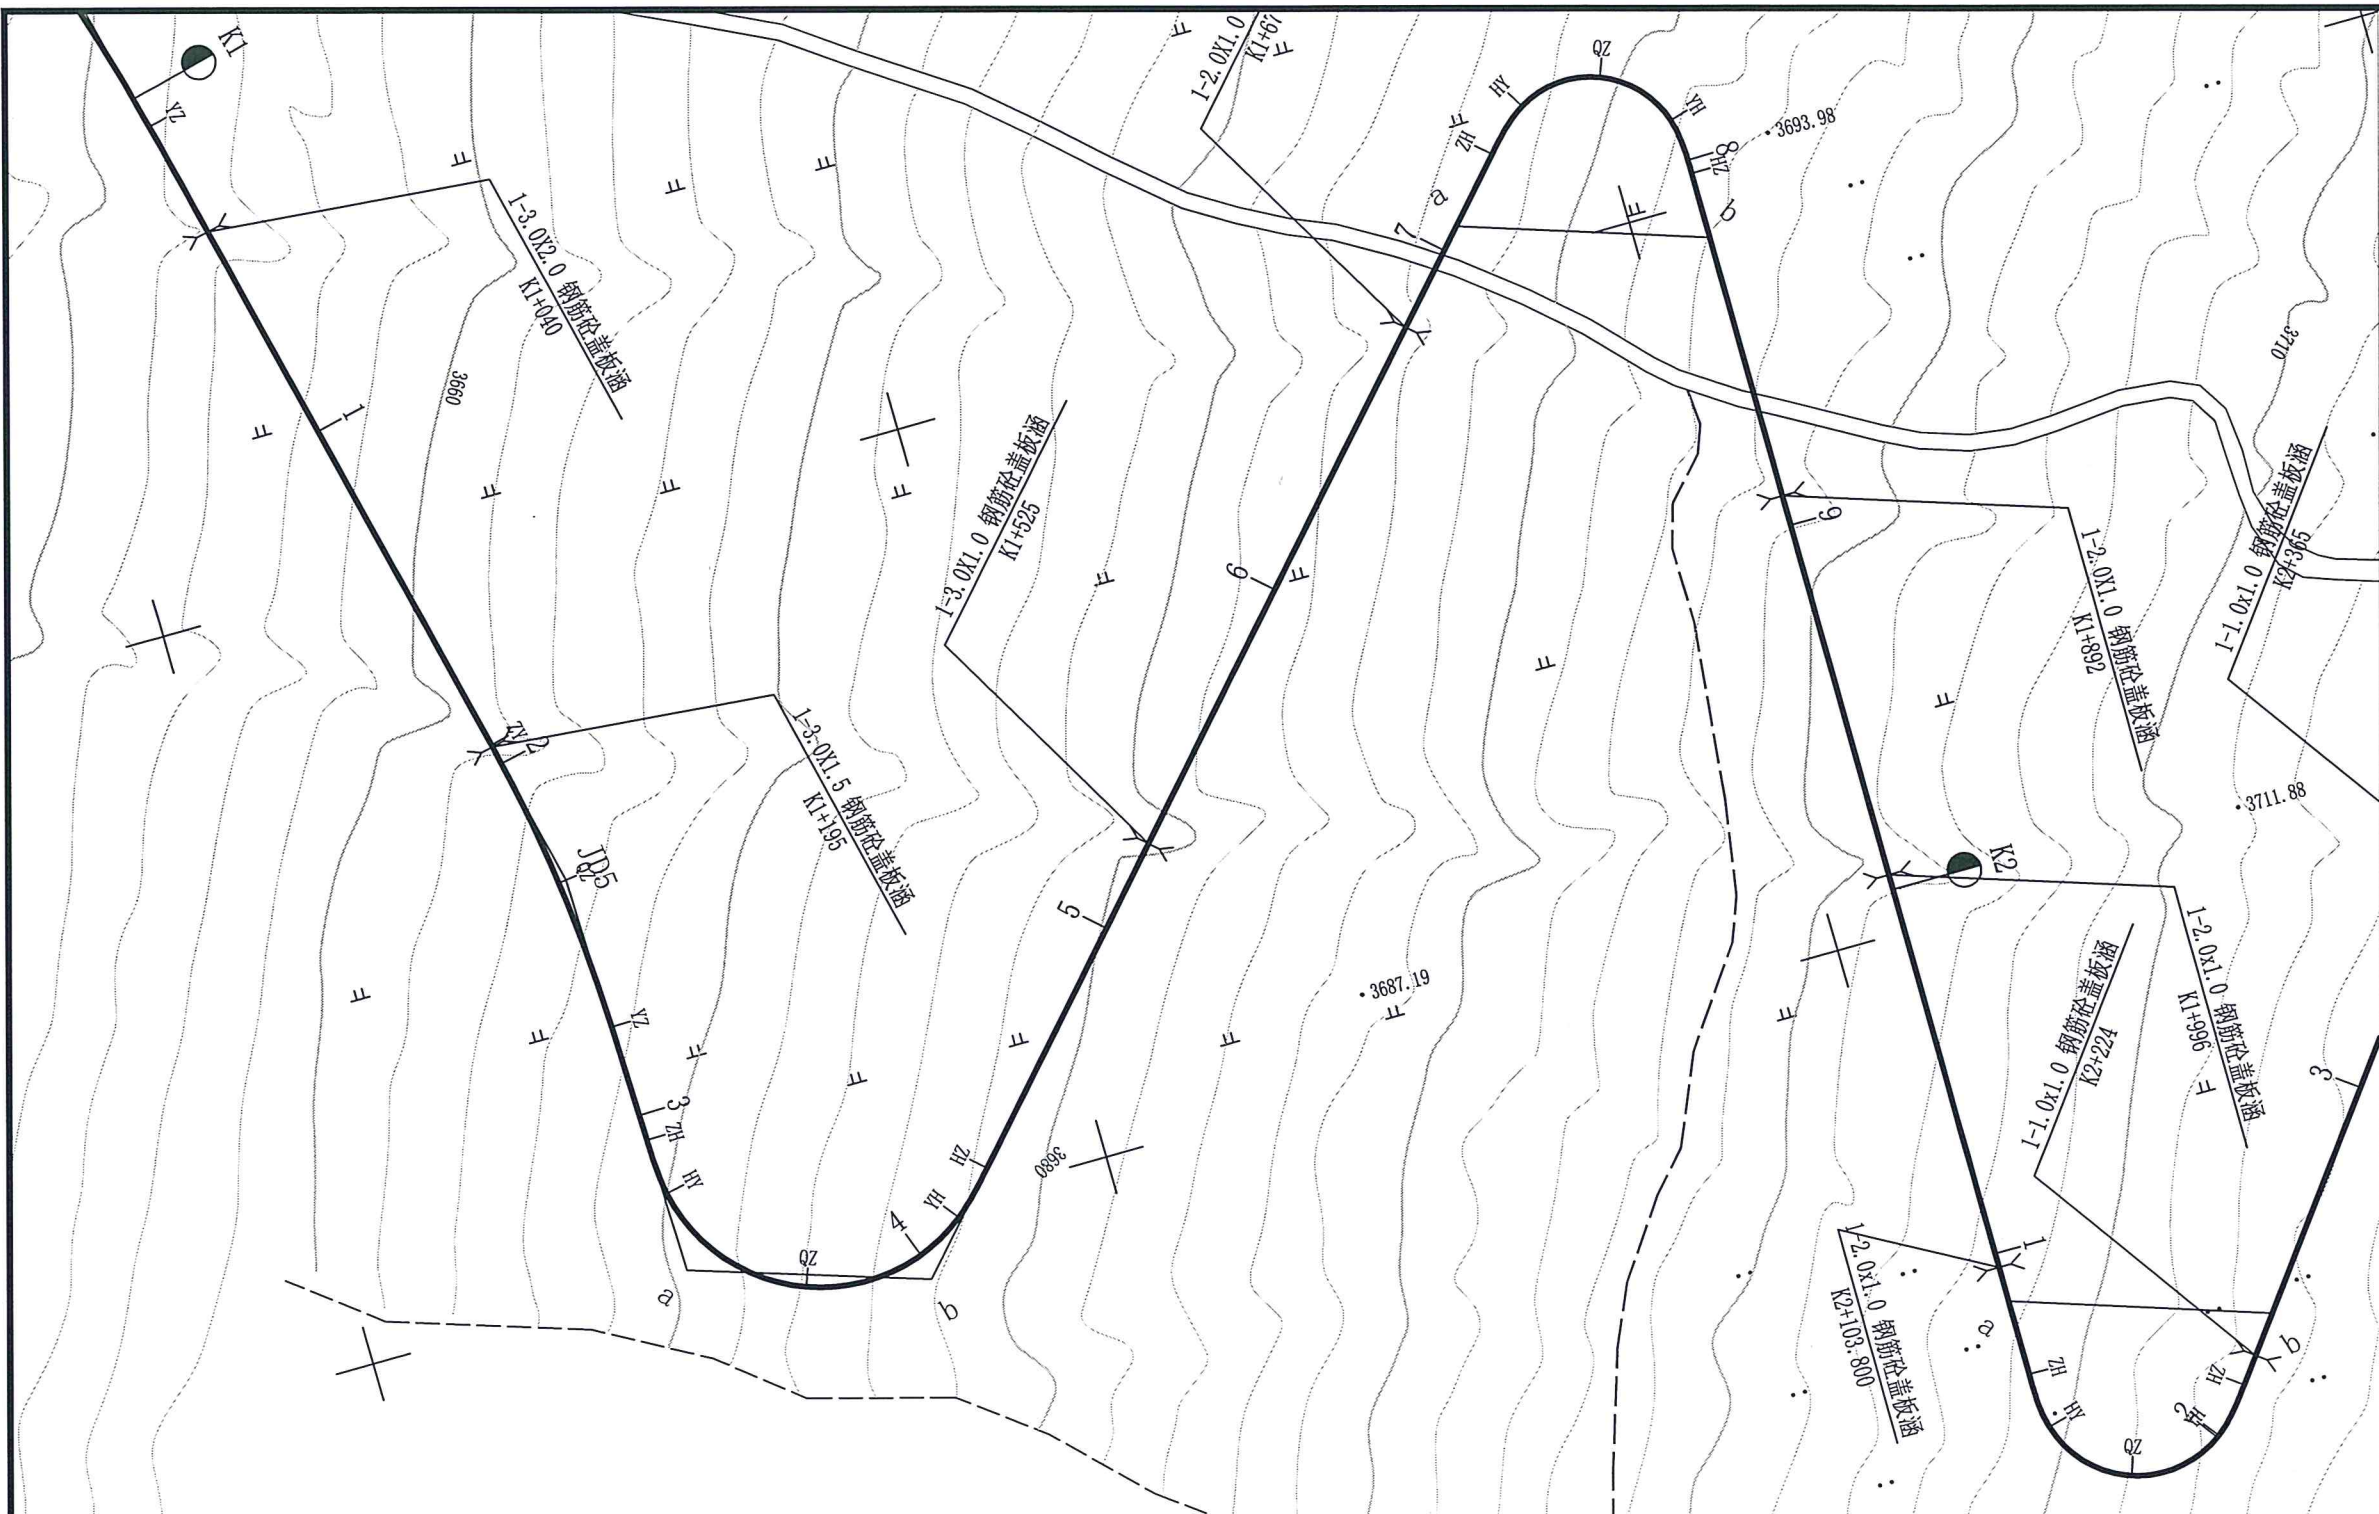 K1
YZ
1-3.0X2.0 钢筋砼盖板涵
K1+040
1
3660
ZY
2
1-3.0X1.5 钢筋砼盖板涵
K1+195
JD5
QZ
YZ
3
ZH
HY
a
QZ
4
YH
HZ
b
3680
5
1-3.0X1.0 钢筋砼盖板涵
K1+525
6
1-2.0X1.0
K1+67
7
a
ZH
HY
QZ
YH
8
HZ
b
3693.98
3687.19
9
1-2.0X1.0 钢筋砼盖板涵
K1+892
K2
1-2.0x1.0 钢筋砼盖板涵
K1+996
1
1-2.0x1.0 钢筋砼盖板涵
K2+103.800
a
ZH
HY
QZ
YH
2
HZ
b
1-1.0x1.0 钢筋砼盖板涵
K2+224
3
1-1.0x1.0 钢筋砼盖板涵
K2+365
3710
3711.88